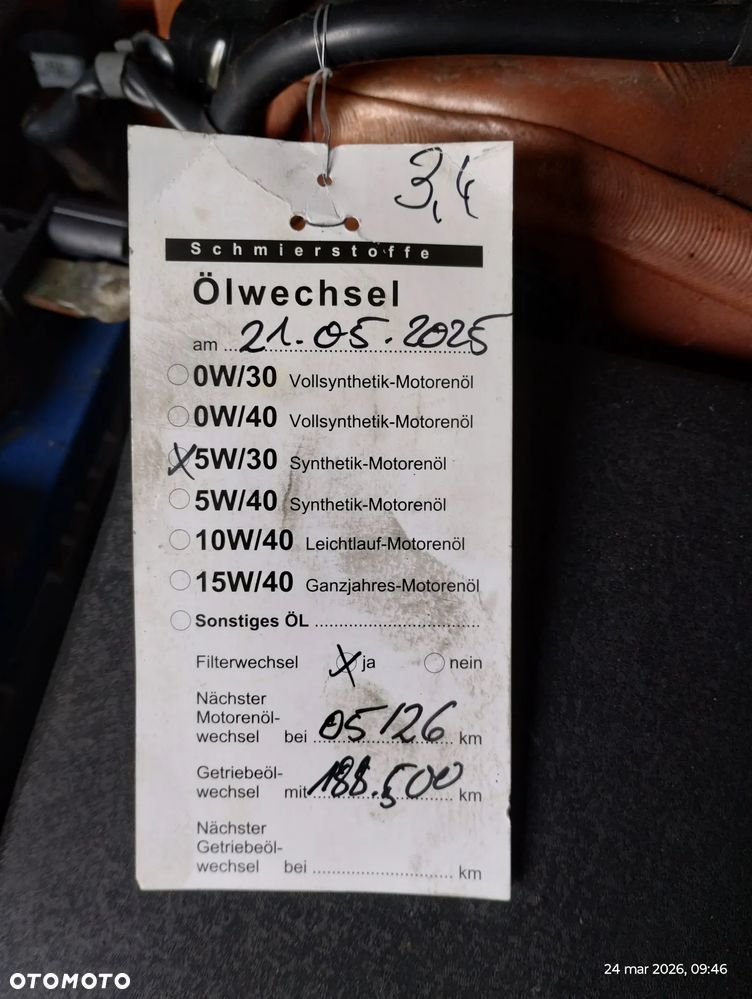 3,4
Schmierstoffe
Ölwechsel
am 21.05.2025
0W/30 Vollsynthetik-Motorenöl
0W/40 Vollsynthetik-Motorenöl
X 5W/30 Synthetik-Motorenöl
5W/40 Synthetik-Motorenöl
10W/40 Leichtlauf-Motorenöl
15W/40 Ganzjahres-Motorenöl
Sonstiges ÖL
Filterwechsel X ja nein
Nächster
Motorenöl-
wechsel bei 05/26 km
Getriebeöl-
wechsel mit 188.500 km
Nächster
Getriebeöl-
wechsel bei km
OTOMOTO
24 mar 2026, 09:46